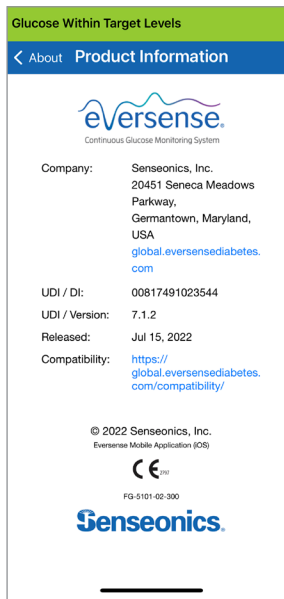 Glucose Within Target Levels
About Product Information
eversense.
Continuous Glucose Monitoring System
Company: Senseonics, Inc.
20451 Seneca Meadows
Parkway,
Germantown, Maryland,
USA
global.eversensediabetes.
com
UDI / DI: 00817491023544
UDI / Version: 7.1.2
Released: Jul 15, 2022
Compatibility: https://
global.eversensediabetes.
com/compatibility/
© 2022 Senseonics, Inc.
Eversense Mobile Application (iOS)
CE 2797
FG-5101-02-300
Senseonics.